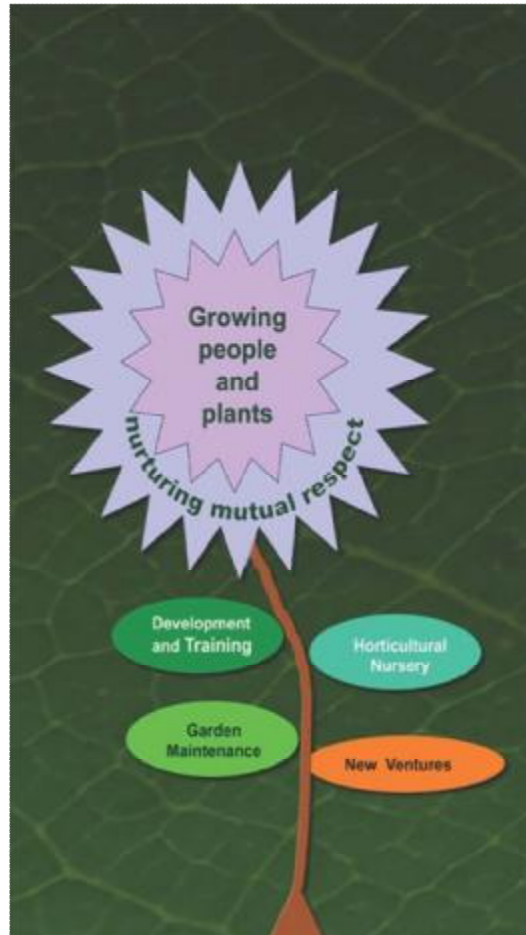 Growing
people
and
plants
nurturing mutual respect
Development
and Training
Horticultural
Nursery
Garden
Maintenance
New Ventures